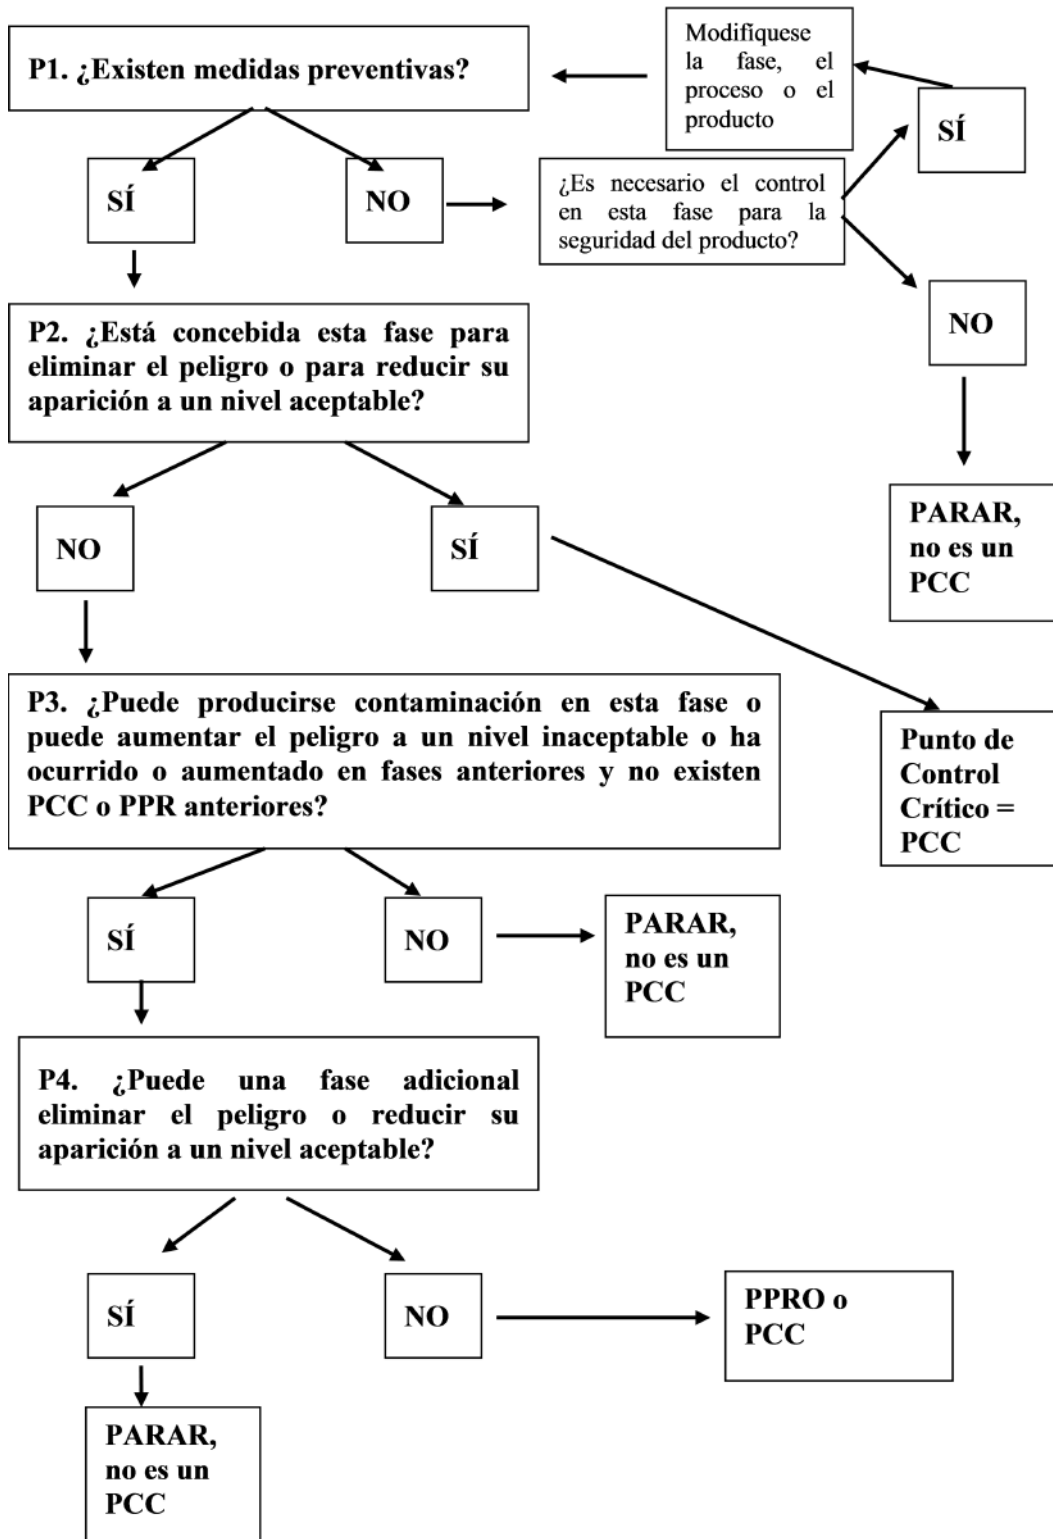 P1. ¿Existen medidas preventivas?
Modifíquese
la fase, el
proceso o el
producto
SÍ
SÍ
NO
¿Es necesario el control
en esta fase para la
seguridad del producto?
NO
P2. ¿Está concebida esta fase para
eliminar el peligro o para reducir su
aparición a un nivel aceptable?
PARAR,
no es un
PCC
NO
SÍ
P3. ¿Puede producirse contaminación en esta fase o
puede aumentar el peligro a un nivel inaceptable o ha
ocurrido o aumentado en fases anteriores y no existen
PCC o PPR anteriores?
Punto de
Control
Crítico =
PCC
SÍ
NO
PARAR,
no es un
PCC
P4. ¿Puede una fase adicional
eliminar el peligro o reducir su
aparición a un nivel aceptable?
SÍ
NO
PPRO o
PCC
PARAR,
no es un
PCC